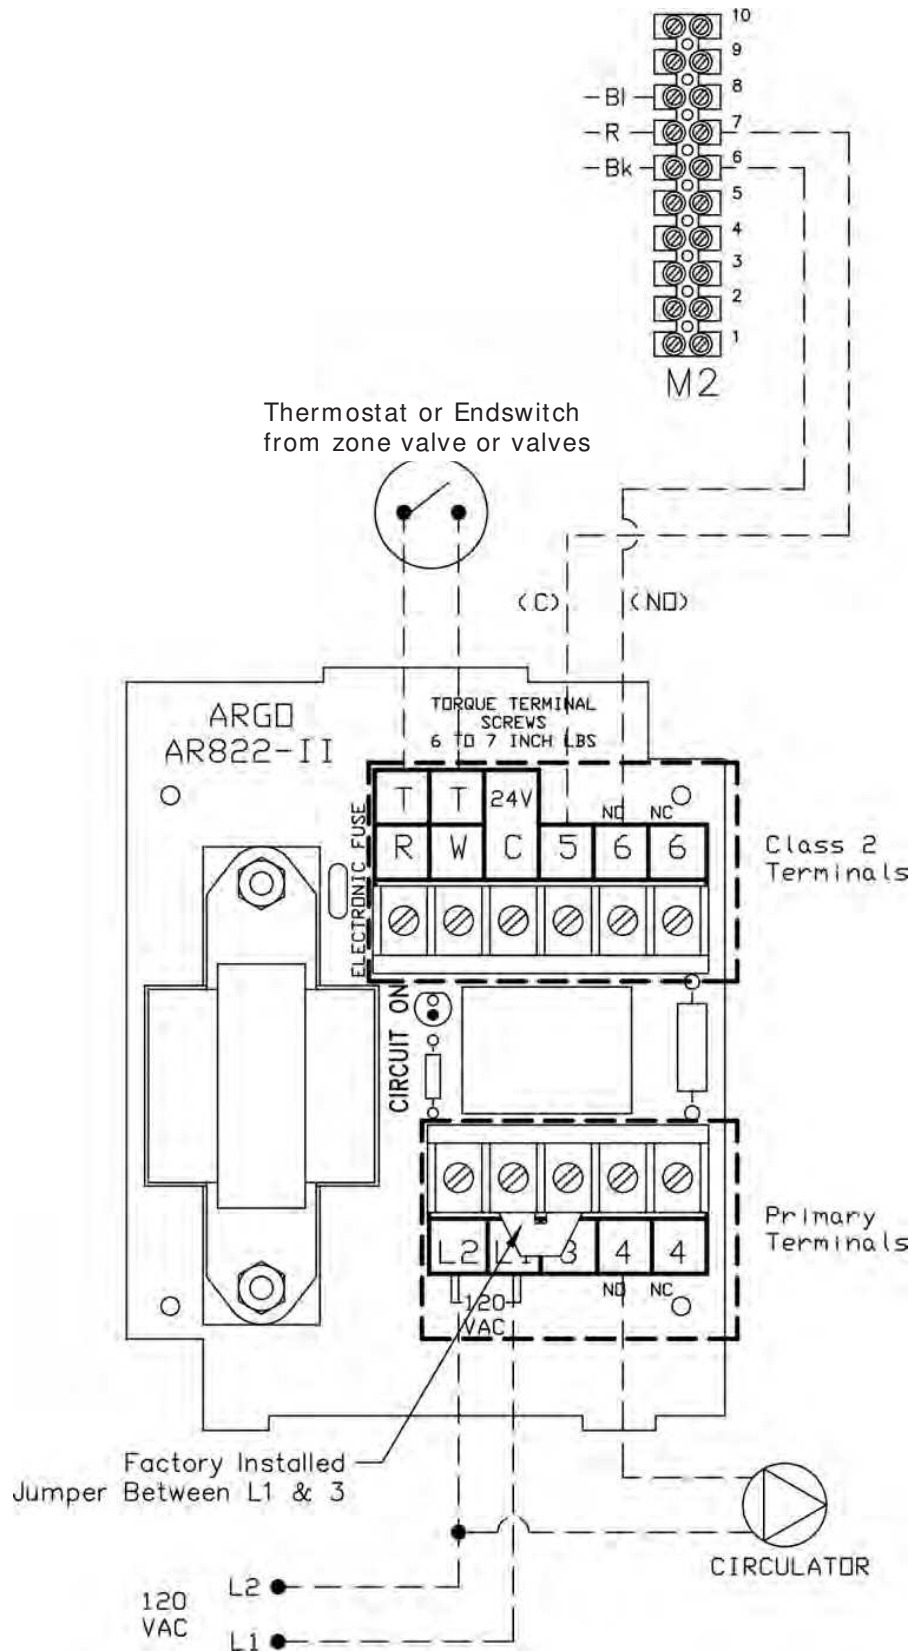 10
9
Bl 8
R 7
Bk 6
5
4
3
2
1
M2
Thermostat or Endswitch
from zone valve or valves
(C) (NO)
ARGO
AR822-II
TORQUE TERMINAL
SCREWS
6 TO 7 INCH LBS
T T 24V NO NC
R W C 5 6 6
ELECTRONIC FUSE
Class 2
Terminals
CIRCUIT ON
Primary
Terminals
L2 L1 3 4 4
NO NC
120
VAC
Factory Installed
Jumper Between L1 & 3
CIRCULATOR
120
VAC
L2
L1